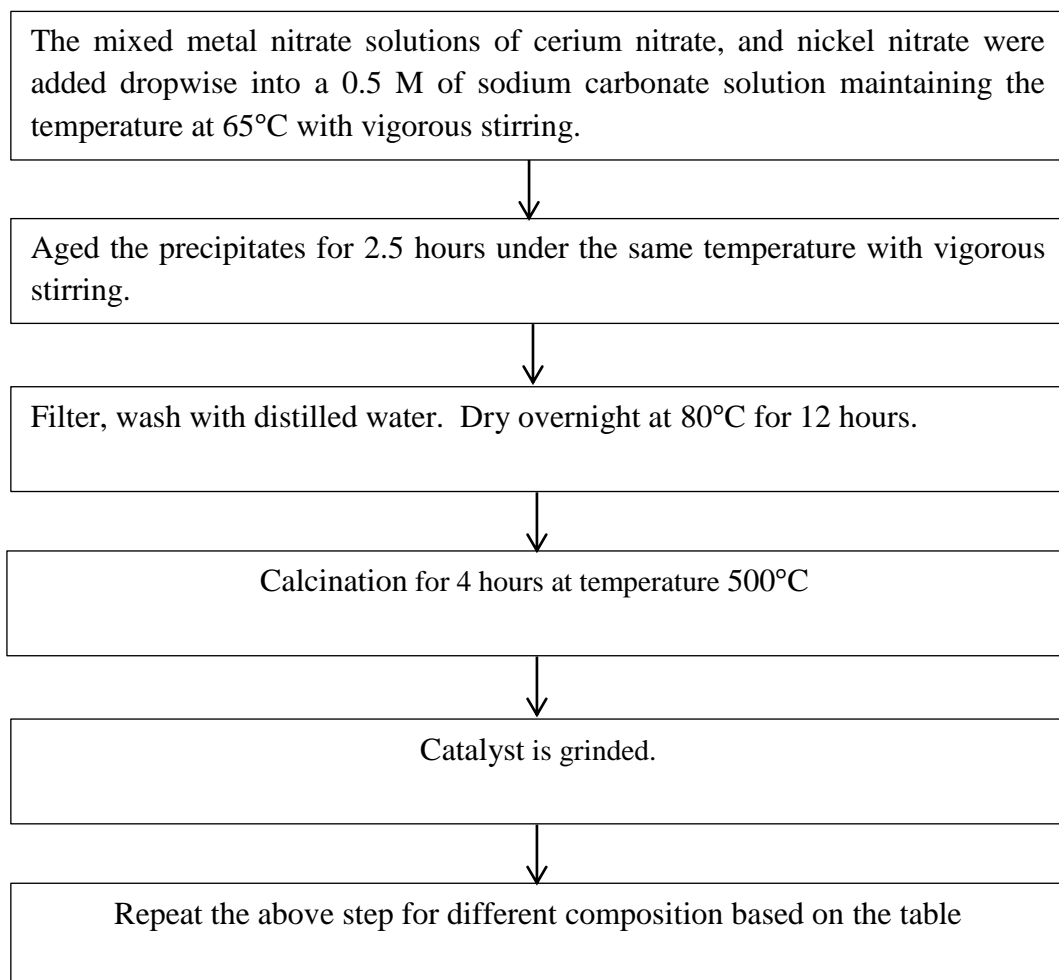 The mixed metal nitrate solutions of cerium nitrate, and nickel nitrate were
added dropwise into a 0.5 M of sodium carbonate solution maintaining the
temperature at 65°C with vigorous stirring.
Aged the precipitates for 2.5 hours under the same temperature with vigorous
stirring.
Filter, wash with distilled water. Dry overnight at 80°C for 12 hours.
Calcination for 4 hours at temperature 500°C
Catalyst is grinded.
Repeat the above step for different composition based on the table